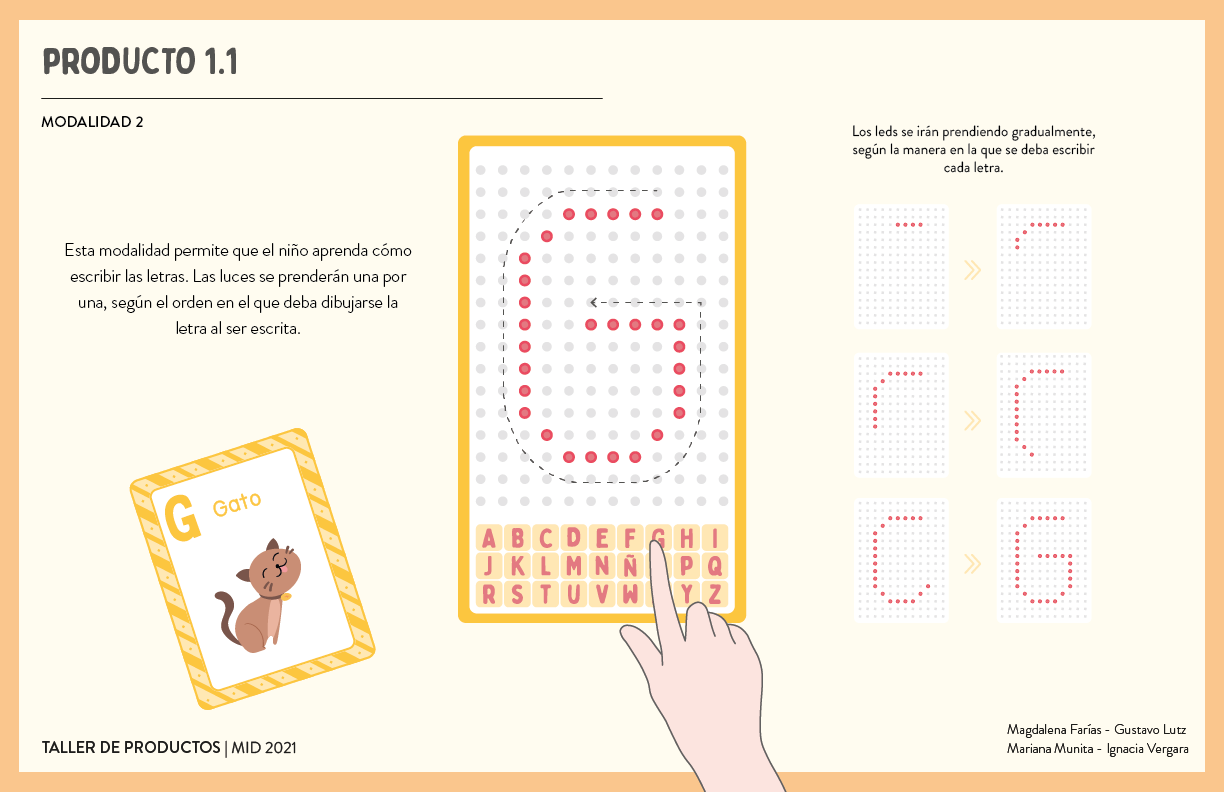 PRODUCTO 1.1
MODALIDAD 2
Esta modalidad permite que el niño aprenda cómo
escribir las letras. Las luces se prenderán una por
una, según el orden en el que deba dibujarse la
letra al ser escrita.
G Gato
A B C D E F G H I
J K L M N Ñ P Q
R S T U V W Y Z
Los leds se irán prendiendo gradualmente,
según la manera en la que se deba escribir
cada letra.
TALLER DE PRODUCTOS | MID 2021
Magdalena Farías - Gustavo Lutz
Mariana Munita - Ignacia Vergara